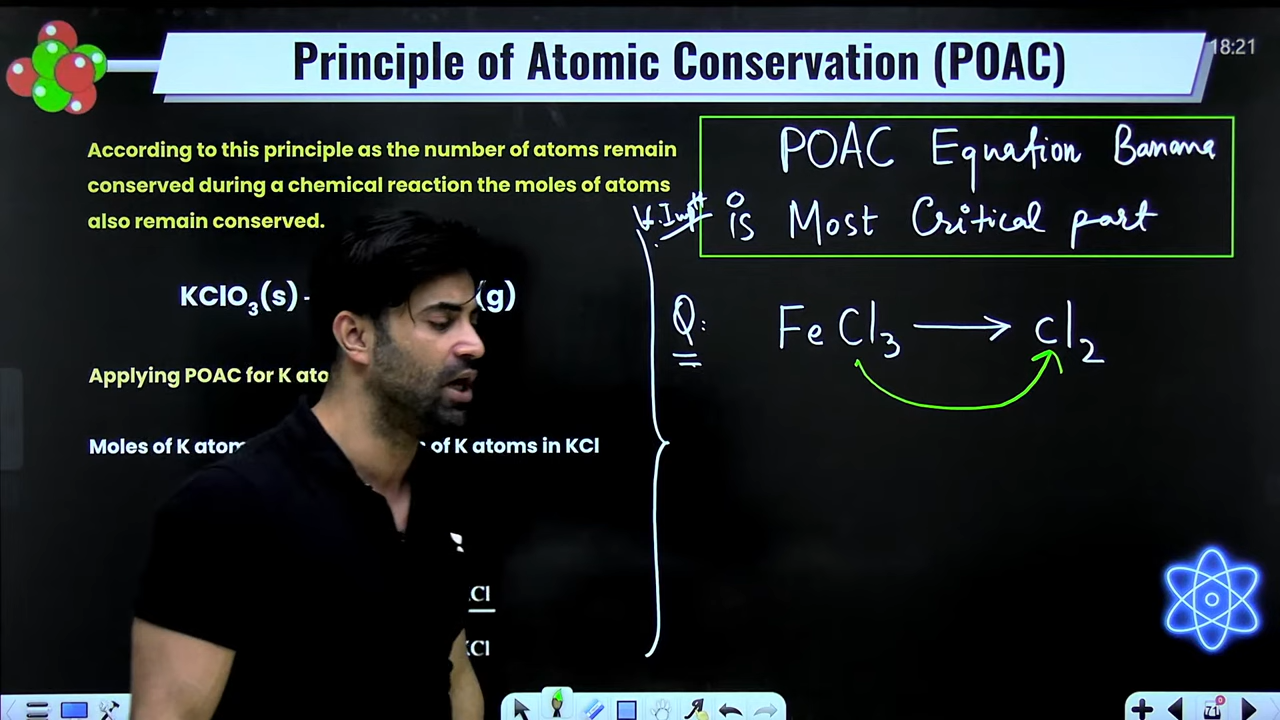 Principle of Atomic Conservation (POAC)
18:21
According to this principle as the number of atoms remain
conserved during a chemical reaction the moles of atoms
also remain conserved.
KClO₃(s) -
(g)
Applying POAC for K ato
Moles of K atom
of K atoms in KCl
Cl
KCl
POAC Equation Banana
is Most Critical part
Q:
FeCl₃ → Cl₂
71